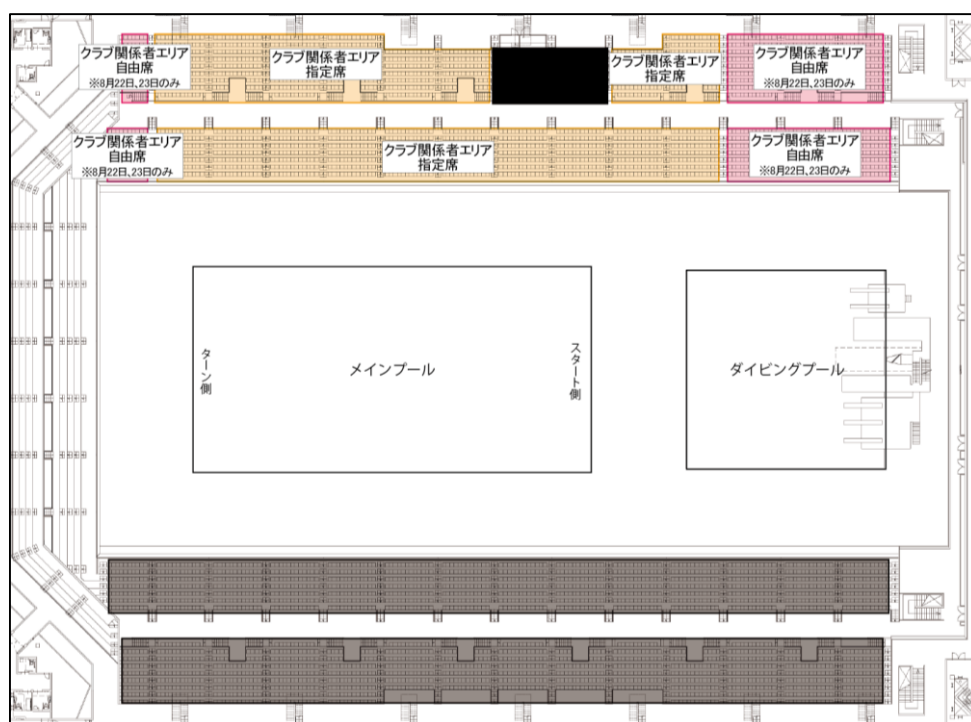 クラブ関係者エリア
自由席
※8月22日、23日のみ
クラブ関係者エリア
指定席
クラブ関係者エリア
指定席
クラブ関係者エリア
自由席
※8月22日、23日のみ
クラブ関係者エリア
自由席
※8月22日、23日のみ
クラブ関係者エリア
指定席
クラブ関係者エリア
自由席
※8月22日、23日のみ
ターン側
メインプール
スタート側
ダイビングプール